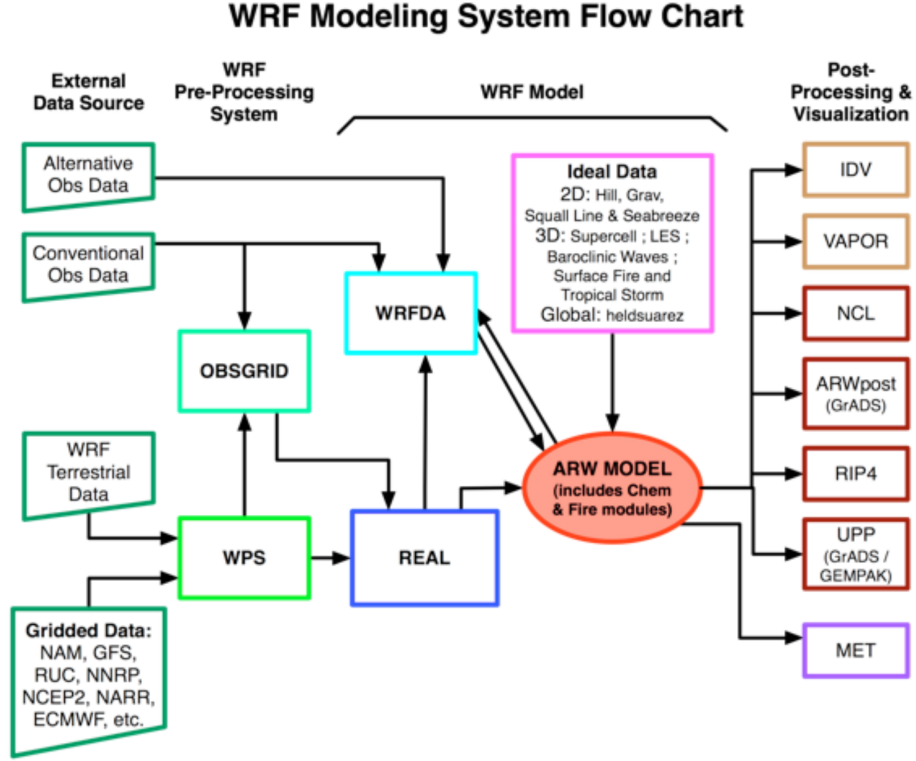 WRF Modeling System Flow Chart
External
Data Source
WRF
Pre-Processing
System
WRF Model
Post-
Processing &
Visualization
Alternative
Obs Data
Conventional
Obs Data
WRF
Terrestrial
Data
Gridded Data:
NAM, GFS,
RUC, NNRP,
NCEP2, NARR,
ECMWF, etc.
OBSGRID
WPS
WRFDA
REAL
Ideal Data
2D: Hill, Grav,
Squall Line & Seabreeze
3D: Supercell ; LES ;
Baroclinic Waves ;
Surface Fire and
Tropical Storm
Global: heldsuarez
ARW MODEL
(includes Chem
& Fire modules)
IDV
VAPOR
NCL
ARWpost
(GrADS)
RIP4
UPP
(GrADS /
GEMPAK)
MET